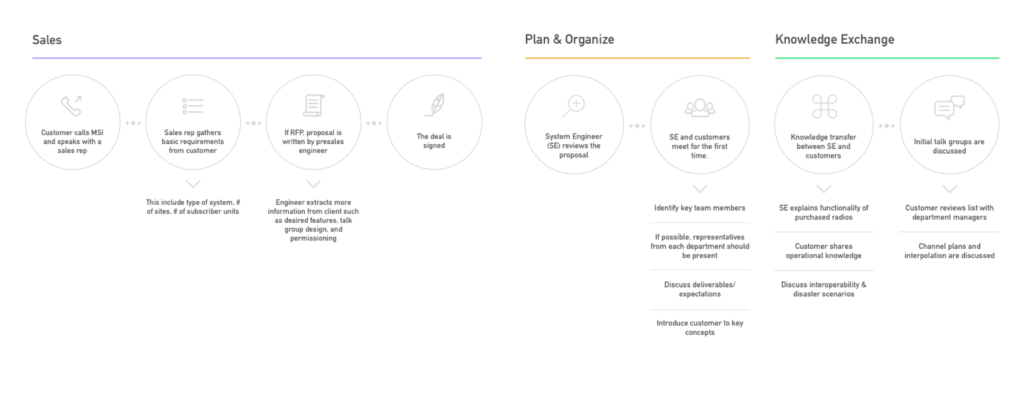 Sales
Customer calls MSI
and speaks with a
sales rep
Sales rep gathers
basic requirements
from customer
This include type of system, #
of sites, # of subscriber units
If RFP, proposal is
written by presales
engineer
Engineer extracts more
information from client such
as desired features, talk
group design, and
permissioning
The deal is
signed
Plan & Organize
System Engineer
(SE) reviews the
proposal
SE and customers
meet for the first
time.
Identify key team members
If possible, representatives
from each department should
be present
Discuss deliverables/
expectations
Introduce customer to key
concepts
Knowledge Exchange
Knowledge transfer
between SE and
customers
SE explains functionality of
purchased radios
Customer shares
operational knowledge
Discuss interoperability &
disaster scenarios
Initial talk groups are
discussed
Customer reviews list with
department managers
Channel plans and
interpolation are discussed